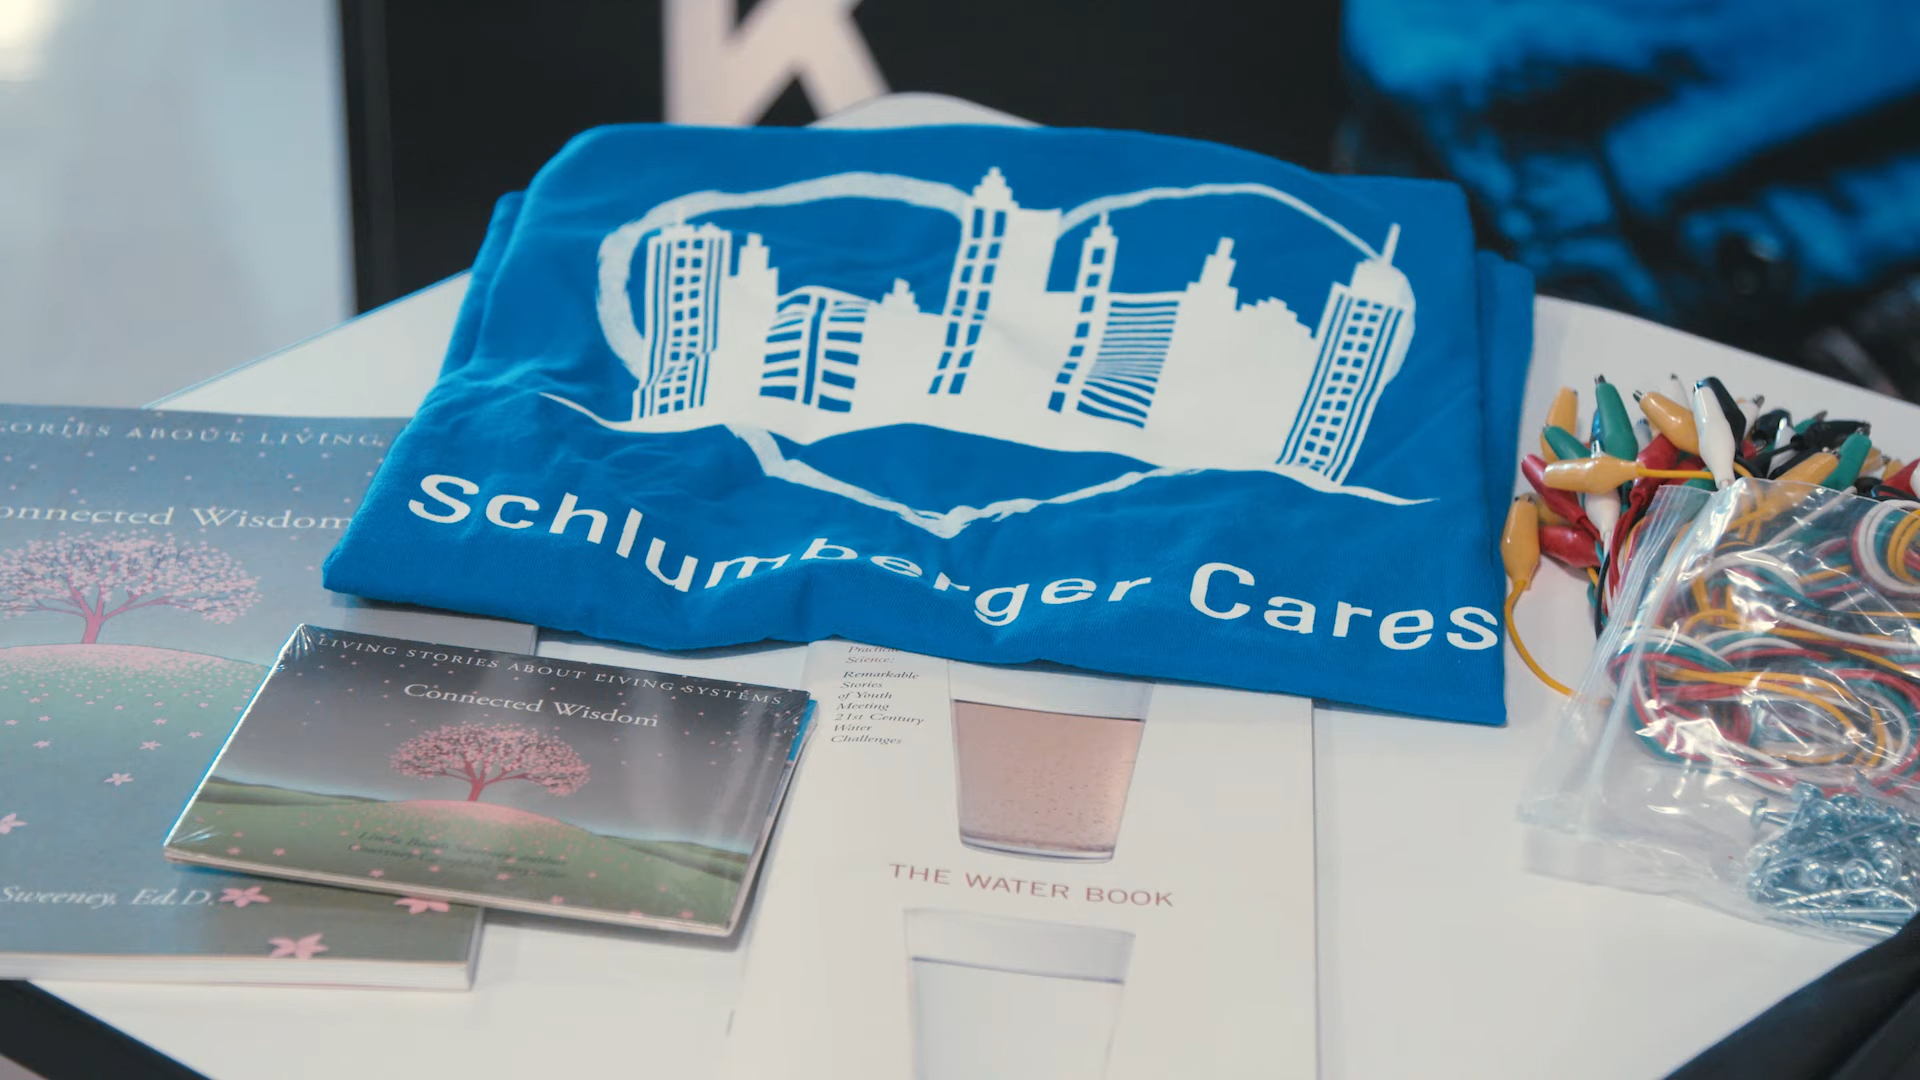 K
Schlumberger Cares
ORIES ABOUT LIVING
onnected Wisdom
Sweeney, Ed.D.
LIVING STORIES ABOUT LIVING SYSTEMS
Connected Wisdom
Science:
Remarkable
Stories
of Youth
Meeting
21st Century
Water
Challenges
THE WATER BOOK